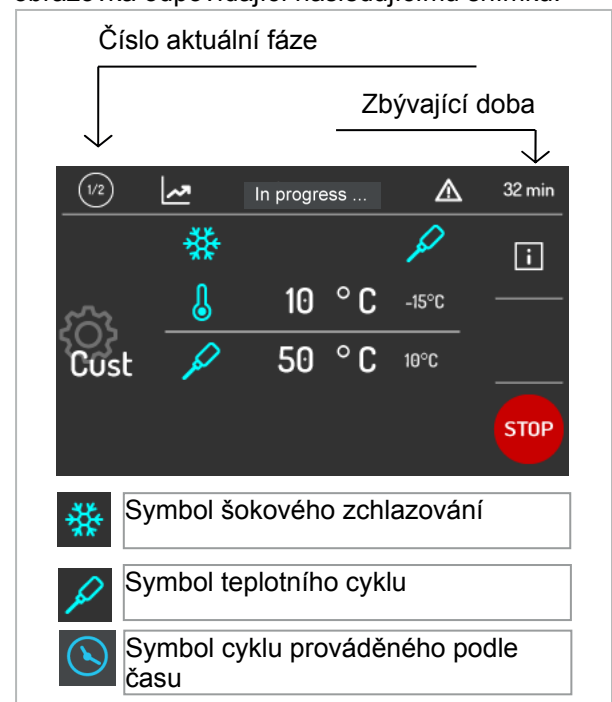 Číslo aktuální fáze
Zbývající doba
1/2 In progress ... 32 min
10 °C -15°C
Cust 50 °C 10°C
STOP
Symbol šokového zchlazování
Symbol teplotního cyklu
Symbol cyklu prováděného podle
času